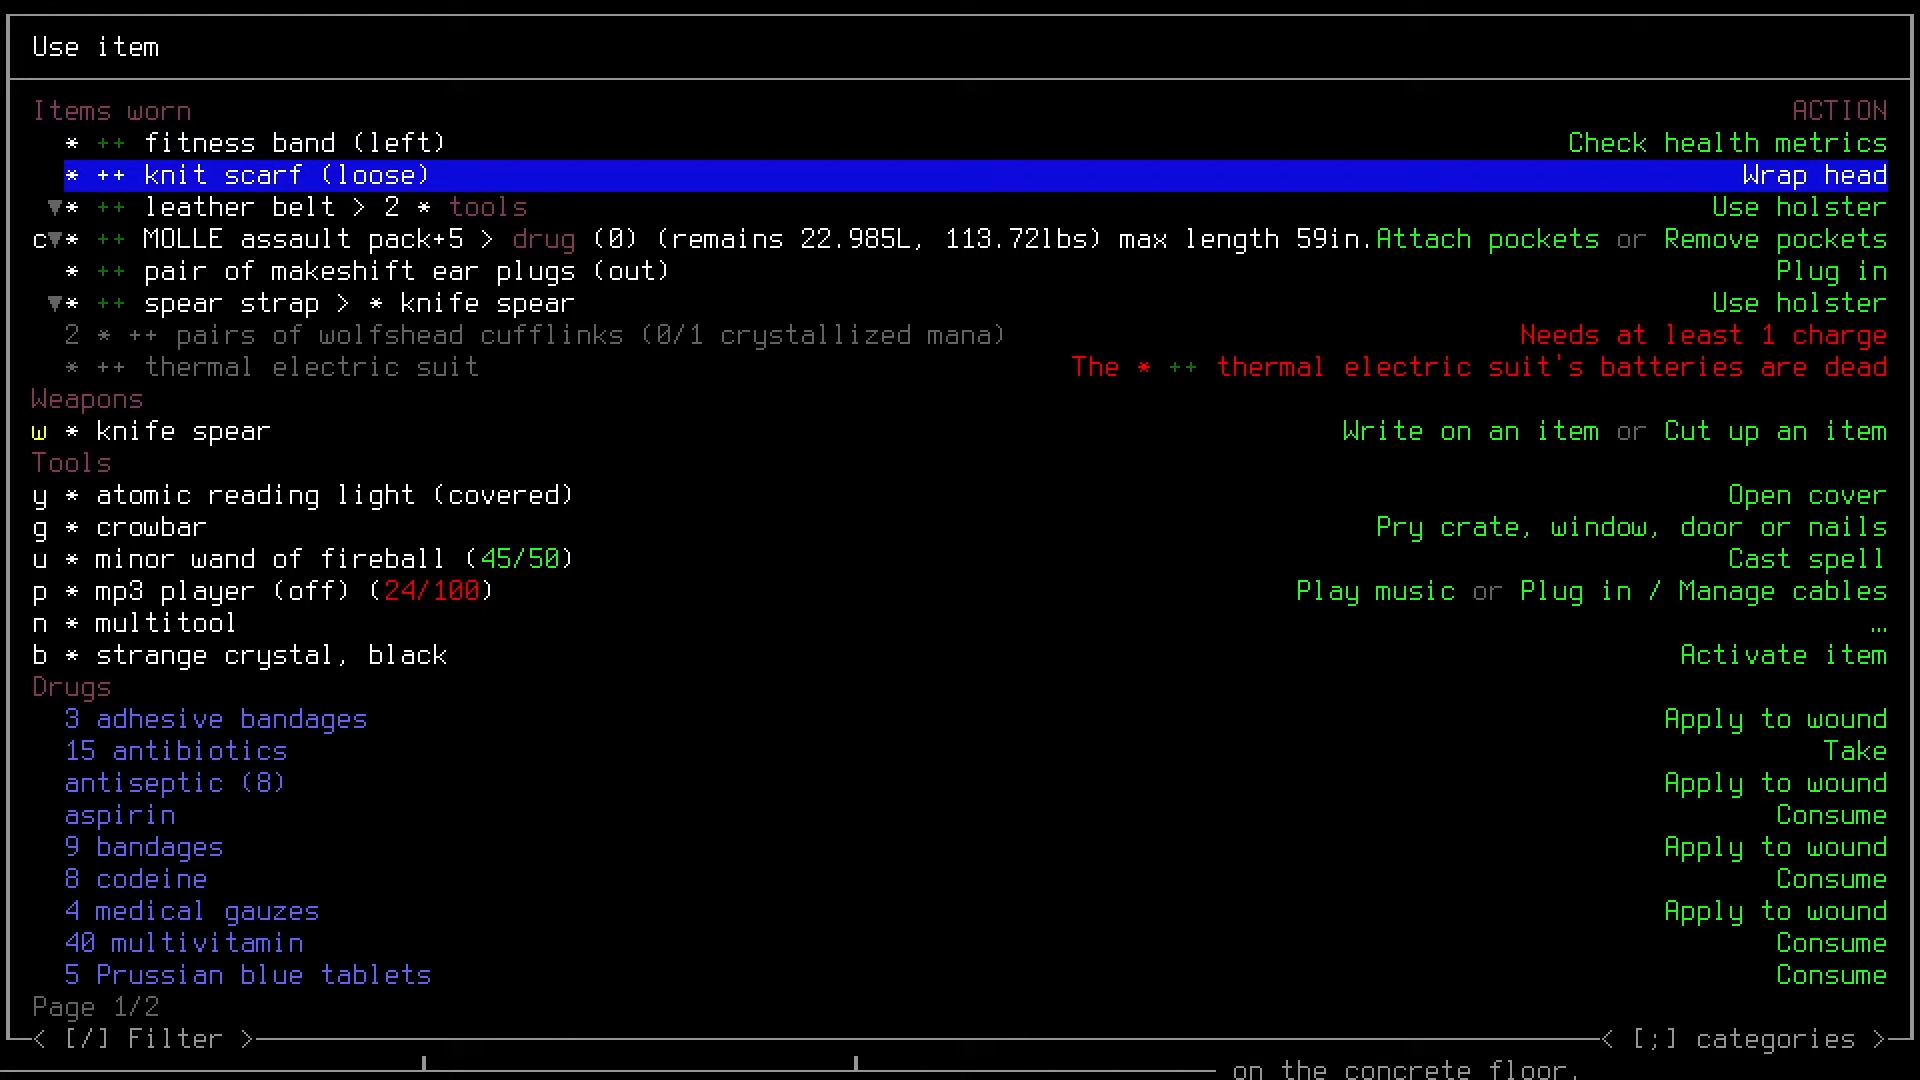 Use item
Items worn ACTION
* ++ fitness band (left) Check health metrics
* ++ knit scarf (loose) Wrap head
▼* ++ leather belt > 2 * tools Use holster
c▼* ++ MOLLE assault pack+5 > drug (0) (remains 22.985L, 113.72lbs) max length 59in.Attach pockets or Remove pockets
* ++ pair of makeshift ear plugs (out) Plug in
▼* ++ spear strap > * knife spear Use holster
2 * ++ pairs of wolfshead cufflinks (0/1 crystallized mana) Needs at least 1 charge
* ++ thermal electric suit The * ++ thermal electric suit's batteries are dead
Weapons
w * knife spear Write on an item or Cut up an item
Tools
y * atomic reading light (covered) Open cover
g * crowbar Pry crate, window, door or nails
u * minor wand of fireball (45/50) Cast spell
p * mp3 player (off) (24/100) Play music or Plug in / Manage cables
n * multitool …
b * strange crystal, black Activate item
Drugs
3 adhesive bandages Apply to wound
15 antibiotics Take
antiseptic (8) Apply to wound
aspirin Consume
9 bandages Apply to wound
8 codeine Consume
4 medical gauzes Apply to wound
40 multivitamin Consume
5 Prussian blue tablets Consume
Page 1/2
< [/] Filter > < [;] categories >
on the concrete floor.